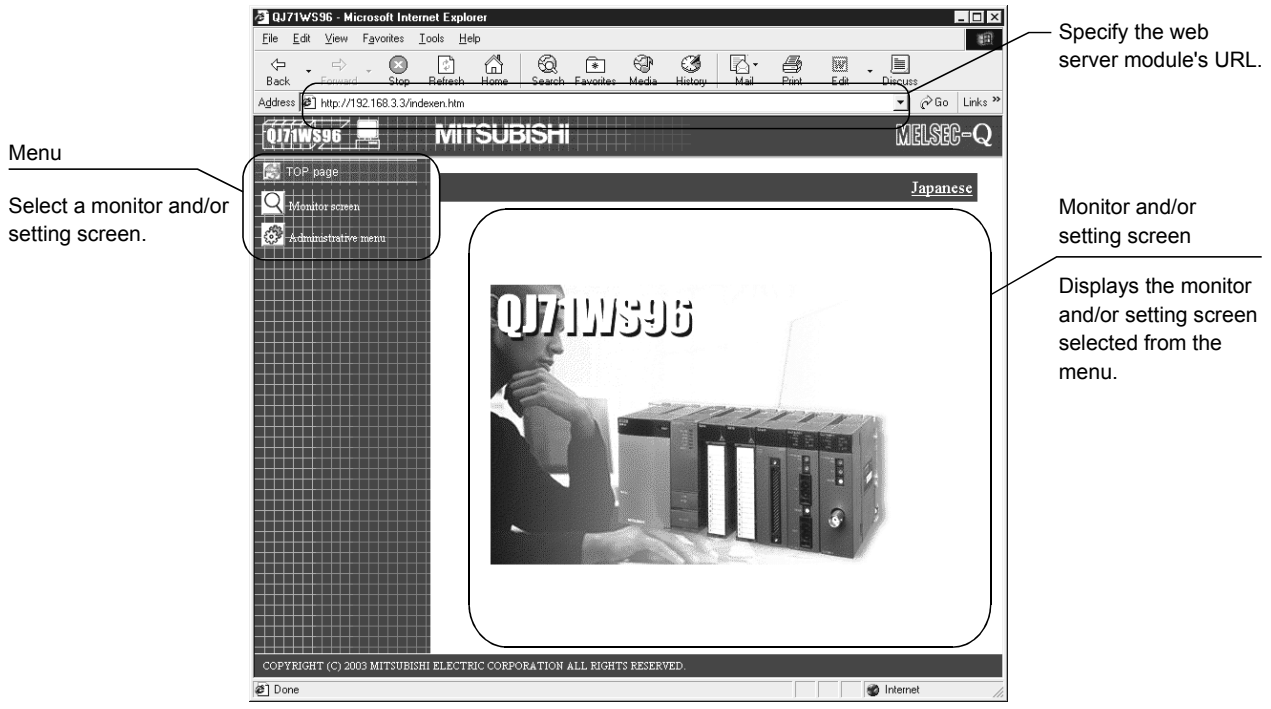 QJ71WS96 - Microsoft Internet Explorer
File Edit View Favorites Tools Help
Back Forward Stop Refresh Home Search Favorites Media History Mail Print Edit Discuss
Address http://192.168.3.3/indexen.htm Go Links »
QJ71WS96 MITSUBISHI MELSEC-Q
TOP page
Monitor screen
Administrative menu
Japanese
QJ71WS96
COPYRIGHT (C) 2003 MITSUBISHI ELECTRIC CORPORATION ALL RIGHTS RESERVED.
Done Internet
Menu
Select a monitor and/or
setting screen.
Specify the web
server module's URL.
Monitor and/or
setting screen
Displays the monitor
and/or setting screen
selected from the
menu.